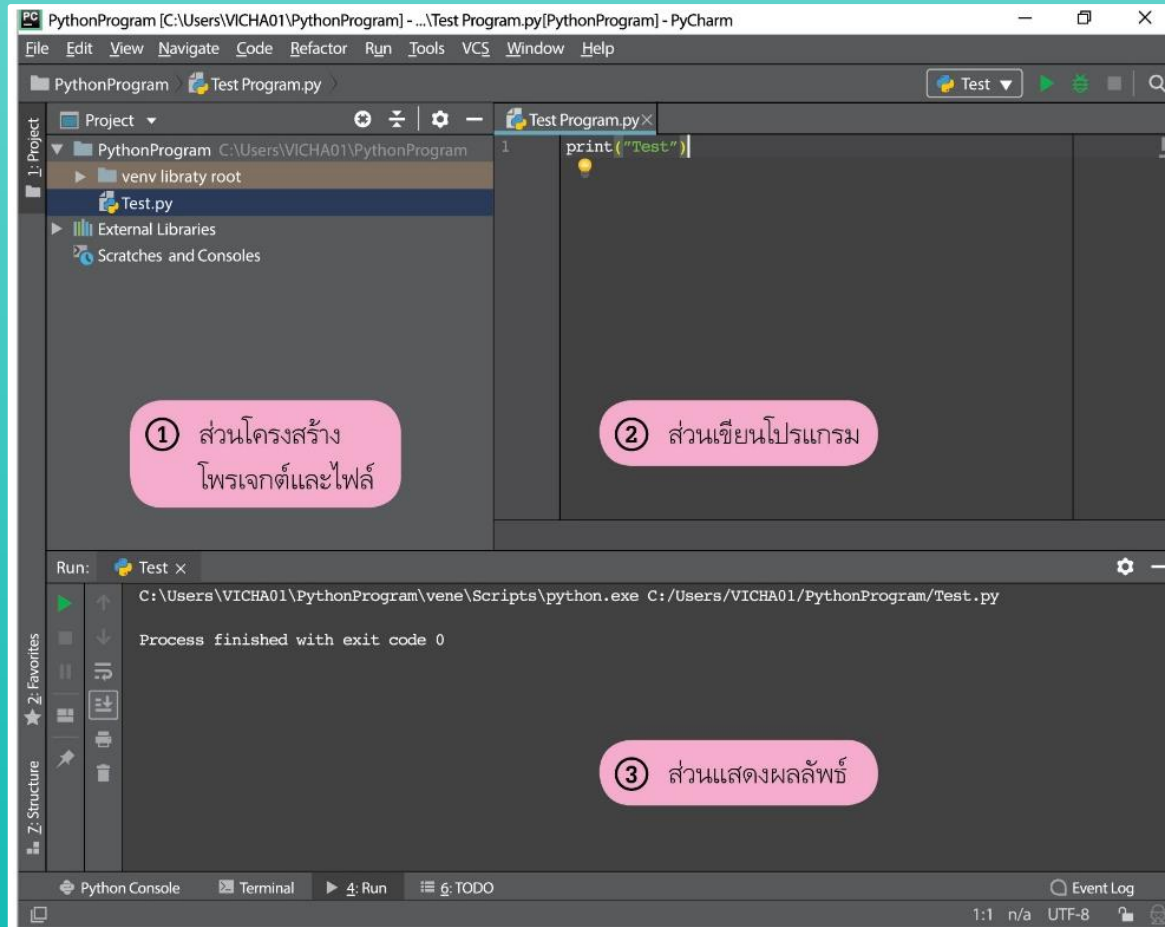 PythonProgram [C:\Users\VICHA01\PythonProgram] - ...\Test Program.py[PythonProgram] - PyCharm
File Edit View Navigate Code Refactor Run Tools VCS Window Help
PythonProgram Test Program.py Test
1: Project
Project
Test Program.py
PythonProgram C:\Users\VICHA01\PythonProgram
venv libraty root
Test.py
External Libraries
Scratches and Consoles
1 print("Test")
① ส่วนโครงสร้าง
โพรเจกต์และไฟล์
② ส่วนเขียนโปรแกรม
Run: Test
C:\Users\VICHA01\PythonProgram\vene\Scripts\python.exe C:/Users/VICHA01/PythonProgram/Test.py
Process finished with exit code 0
③ ส่วนแสดงผลลัพธ์
2: Favorites
Z: Structure
Python Console Terminal 4: Run 6: TODO Event Log
1:1 n/a UTF-8